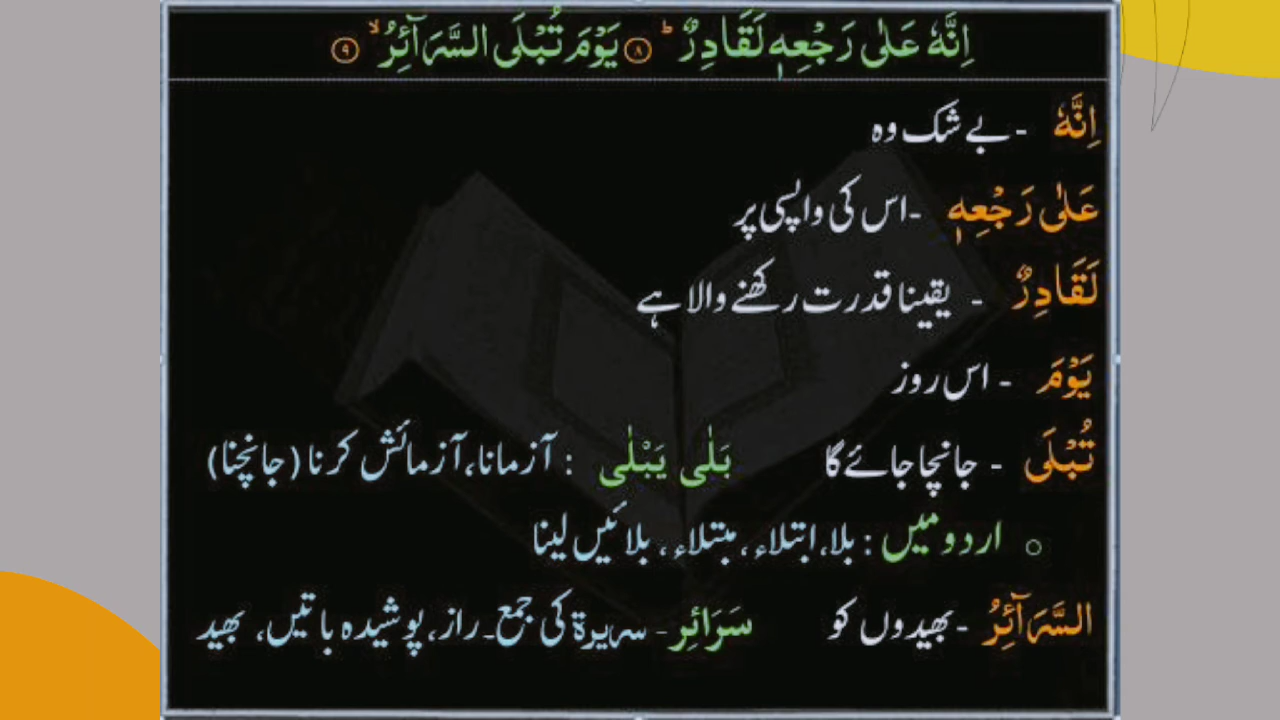 اِنَّهٗ عَلٰى رَجْعِهٖ لَقَادِرٌ ؕ ۸ يَوْمَ تُبْلَى السَّرَآئِرُ ۙ ۹
اِنَّهٗ - بے شک وہ
عَلٰى رَجْعِهٖ - اس کی واپسی پر
لَقَادِرٌ - یقینا قدرت رکھنے والا ہے
يَوْمَ - اس روز
تُبْلَى - جانچا جائے گا بَلٰى يَبْلٰى : آزمانا، آزمائش کرنا (جانچنا)
○ اردو میں : بلا، ابتلاء، مبتلاء، بلائیں لینا
السَّرَآئِرُ - بھیدوں کو سَرَائِر - سریرۃ کی جمع۔ راز، پوشیدہ باتیں، بھید